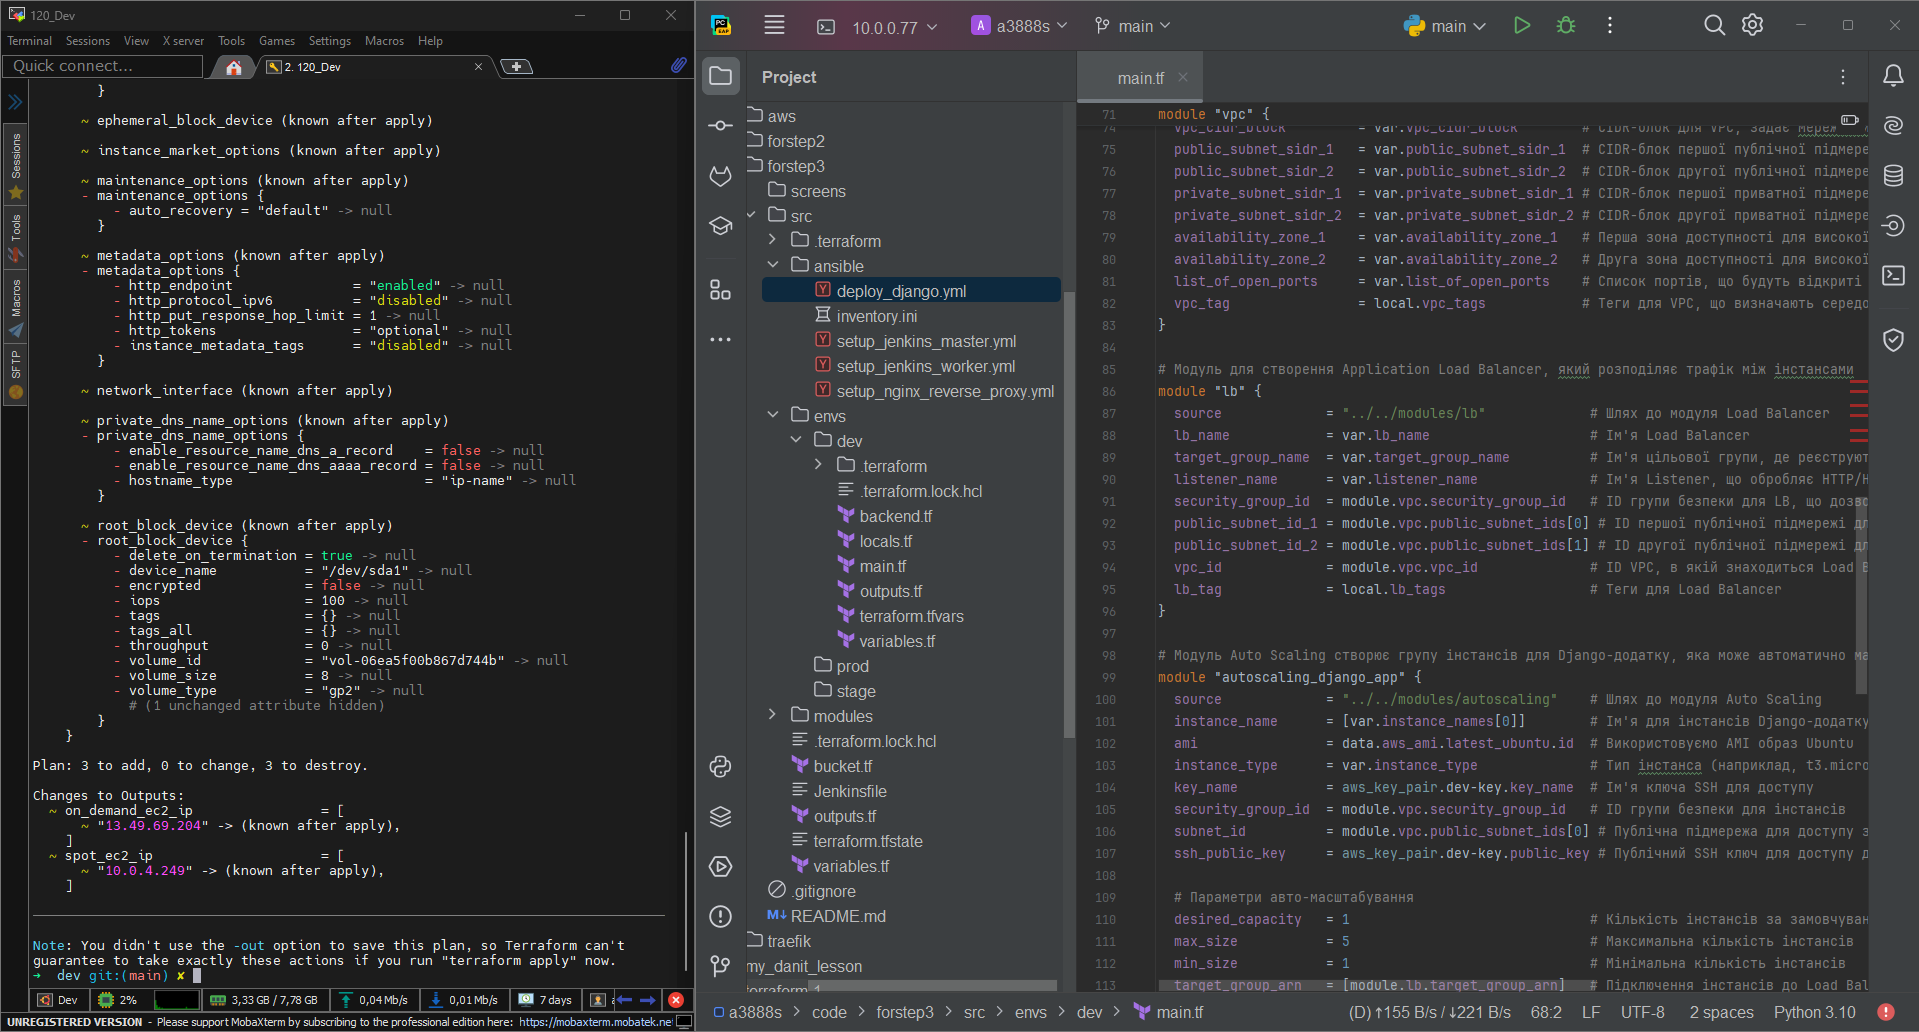 120_Dev
Terminal Sessions View X server Tools Games Settings Macros Help
Quick connect...
2. 120_Dev
Sessions
Tools
Macros
SFTP
}
~ ephemeral_block_device (known after apply)
~ instance_market_options (known after apply)
~ maintenance_options (known after apply)
- maintenance_options {
- auto_recovery = "default" -> null
}
~ metadata_options (known after apply)
- metadata_options {
- http_endpoint = "enabled" -> null
- http_protocol_ipv6 = "disabled" -> null
- http_put_response_hop_limit = 1 -> null
- http_tokens = "optional" -> null
- instance_metadata_tags = "disabled" -> null
}
~ network_interface (known after apply)
~ private_dns_name_options (known after apply)
- private_dns_name_options {
- enable_resource_name_dns_a_record = false -> null
- enable_resource_name_dns_aaaa_record = false -> null
- hostname_type = "ip-name" -> null
}
~ root_block_device (known after apply)
- root_block_device {
- delete_on_termination = true -> null
- device_name = "/dev/sda1" -> null
- encrypted = false -> null
- iops = 100 -> null
- tags = {} -> null
- tags_all = {} -> null
- throughput = 0 -> null
- volume_id = "vol-06ea5f00b867d744b" -> null
- volume_size = 8 -> null
- volume_type = "gp2" -> null
# (1 unchanged attribute hidden)
}
}
Plan: 3 to add, 0 to change, 3 to destroy.
Changes to Outputs:
~ on_demand_ec2_ip = [
~ "13.49.69.204" -> (known after apply),
]
~ spot_ec2_ip = [
~ "10.0.4.249" -> (known after apply),
]
Note: You didn't use the -out option to save this plan, so Terraform can't
guarantee to take exactly these actions if you run "terraform apply" now.
→ dev git:(main) ✗
Dev 2% 3,33 GB / 7,78 GB 0,04 Mb/s 0,01 Mb/s 7 days
UNREGISTERED VERSION - Please support MobaXterm by subscribing to the professional edition here: https://mobaxterm.mobatek.ne
10.0.0.77 A a3888s main main
Project
aws
forstep2
forstep3
screens
src
.terraform
ansible
deploy_django.yml
inventory.ini
setup_jenkins_master.yml
setup_jenkins_worker.yml
setup_nginx_reverse_proxy.yml
envs
dev
.terraform
.terraform.lock.hcl
backend.tf
locals.tf
main.tf
outputs.tf
terraform.tfvars
variables.tf
prod
stage
modules
.terraform.lock.hcl
bucket.tf
Jenkinsfile
outputs.tf
terraform.tfstate
variables.tf
.gitignore
M↓ README.md
traefik
my_danit_lesson
main.tf
71 module "vpc" {
74 vpc_cidr_block = var.vpc_cidr_block # CIDR-блок для VPC, задає мереж
75 public_subnet_sidr_1 = var.public_subnet_sidr_1 # CIDR-блок першої публічної підмере
76 public_subnet_sidr_2 = var.public_subnet_sidr_2 # CIDR-блок другої публічної підмере
77 private_subnet_sidr_1 = var.private_subnet_sidr_1 # CIDR-блок першої приватної підмере
78 private_subnet_sidr_2 = var.private_subnet_sidr_2 # CIDR-блок другої приватної підмере
79 availability_zone_1 = var.availability_zone_1 # Перша зона доступності для високої
80 availability_zone_2 = var.availability_zone_2 # Друга зона доступності для високої
81 list_of_open_ports = var.list_of_open_ports # Список портів, що будуть відкриті
82 vpc_tag = local.vpc_tags # Теги для VPC, що визначають середо
83 }
84
85 # Модуль для створення Application Load Balancer, який розподіляє трафік між інстансами
86 module "lb" {
87 source = "../../modules/lb" # Шлях до модуля Load Balancer
88 lb_name = var.lb_name # Ім'я Load Balancer
89 target_group_name = var.target_group_name # Ім'я цільової групи, де реєструют
90 listener_name = var.listener_name # Ім'я Listener, що обробляє HTTP/H
91 security_group_id = module.vpc.security_group_id # ID групи безпеки для LB, що дозво
92 public_subnet_id_1 = module.vpc.public_subnet_ids[0] # ID першої публічної підмережі дл
93 public_subnet_id_2 = module.vpc.public_subnet_ids[1] # ID другої публічної підмережі дл
94 vpc_id = module.vpc.vpc_id # ID VPC, в якій знаходиться Load B
95 lb_tag = local.lb_tags # Теги для Load Balancer
96 }
97
98 # Модуль Auto Scaling створює групу інстансів для Django-додатку, яка може автоматично ма
99 module "autoscaling_django_app" {
100 source = "../../modules/autoscaling" # Шлях до модуля Auto Scaling
101 instance_name = [var.instance_names[0]] # Ім'я для інстансів Django-додатку
102 ami = data.aws_ami.latest_ubuntu.id # Використовуємо AMI образ Ubuntu
103 instance_type = var.instance_type # Тип інстанса (наприклад, t3.micro
104 key_name = aws_key_pair.dev-key.key_name # Ім'я ключа SSH для доступу
105 security_group_id = module.vpc.security_group_id # ID групи безпеки для інстансів
106 subnet_id = module.vpc.public_subnet_ids[0] # Публічна підмережа для доступу з
107 ssh_public_key = aws_key_pair.dev-key.public_key # Публічний SSH ключ для доступу д
108
109 # Параметри авто-масштабування
110 desired_capacity = 1 # Кількість інстансів за замовчуван
111 max_size = 5 # Максимальна кількість інстансів
112 min_size = 1 # Мінімальна кількість інстансів
113 target_group_arn = [module.lb.target_group_arn] # Підключення інстансів до Load Bal
a3888s > code > forstep3 > src > envs > dev > main.tf (D) ↑155 B/s / ↓221 B/s 68:2 LF UTF-8 2 spaces Python 3.10